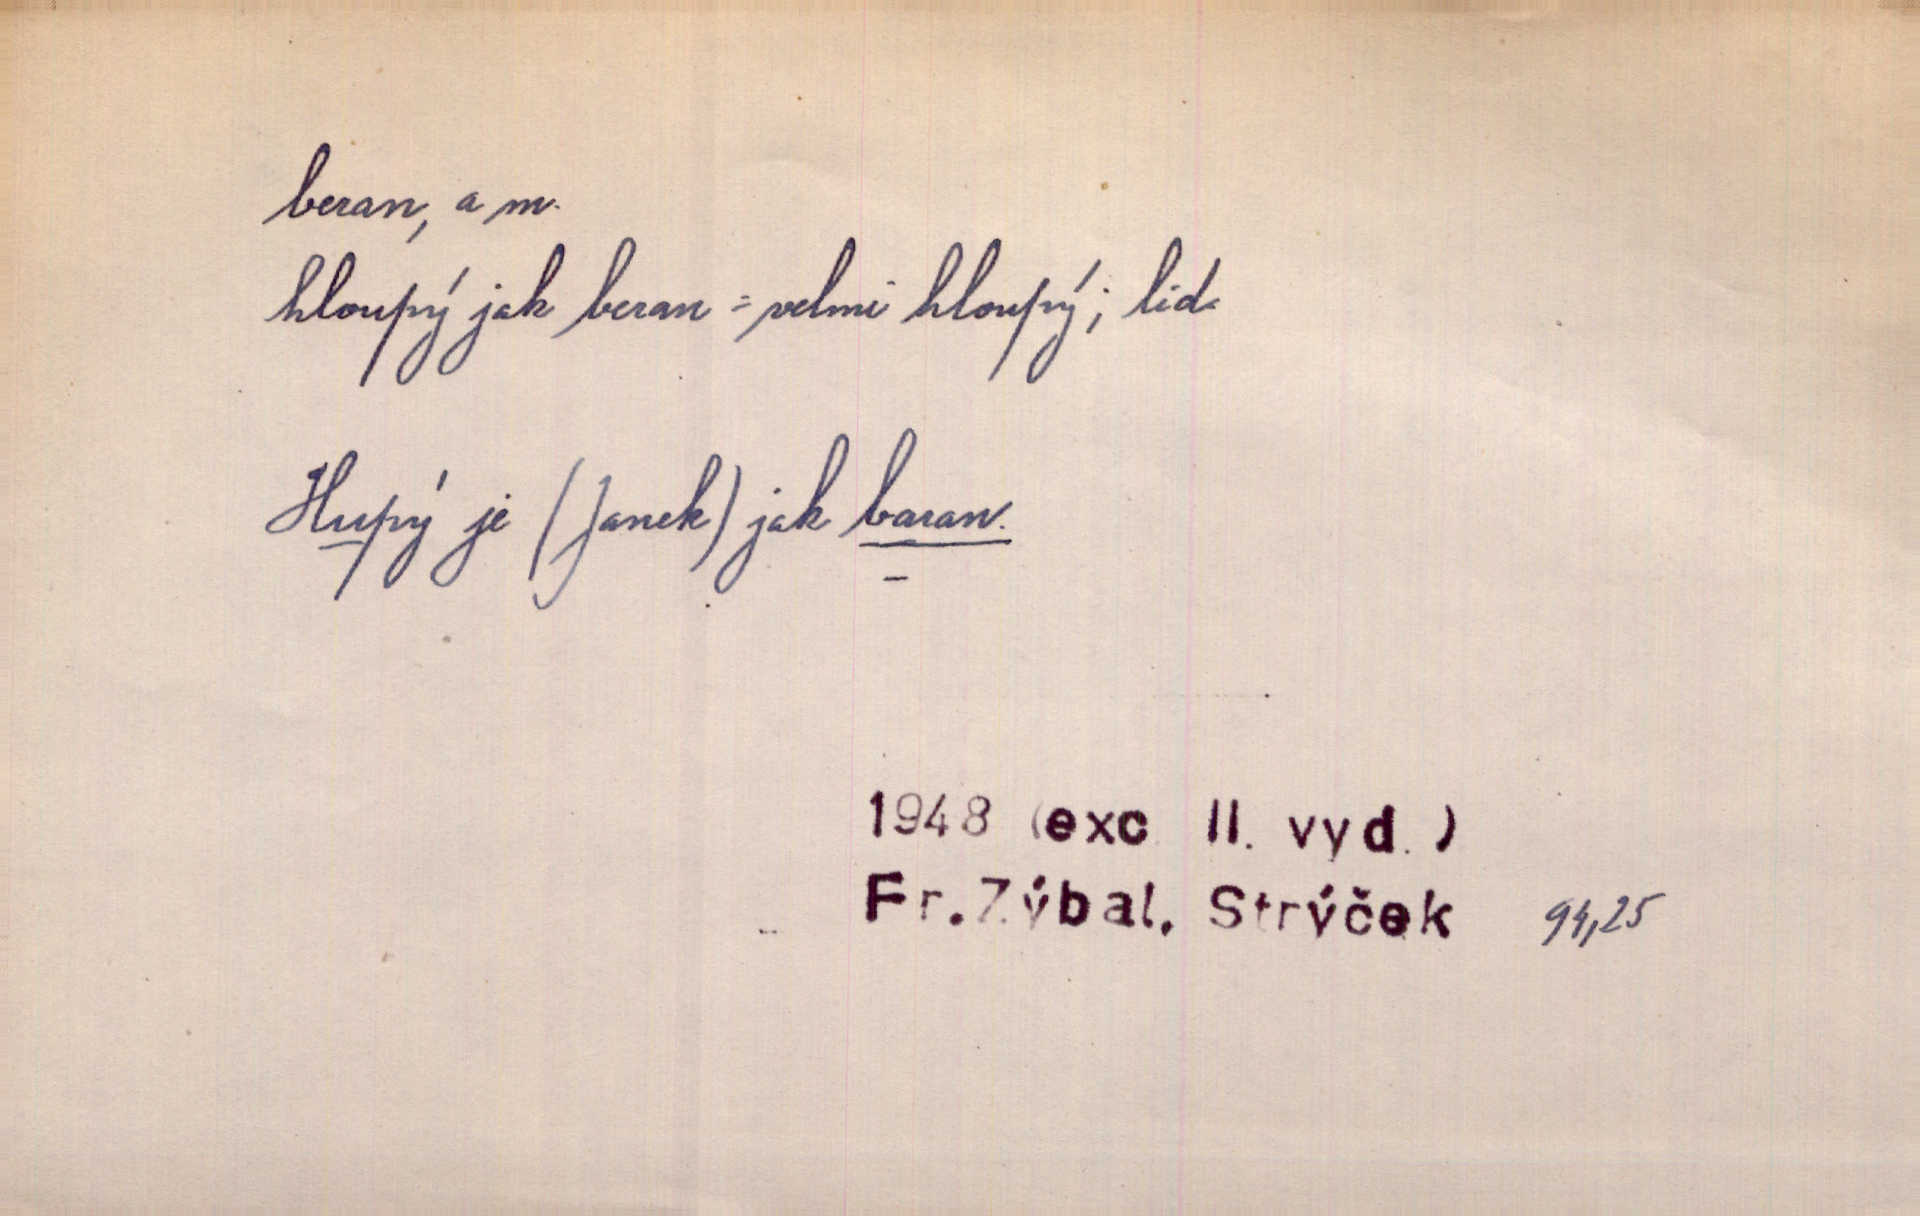 beran, a m.
hloupý jak beran = velmi hloupý; lid.
Hlupý je (Janek) jak baran.
1948 (exc. II. vyd.)
Fr. Zýbal, Strýček 94,25